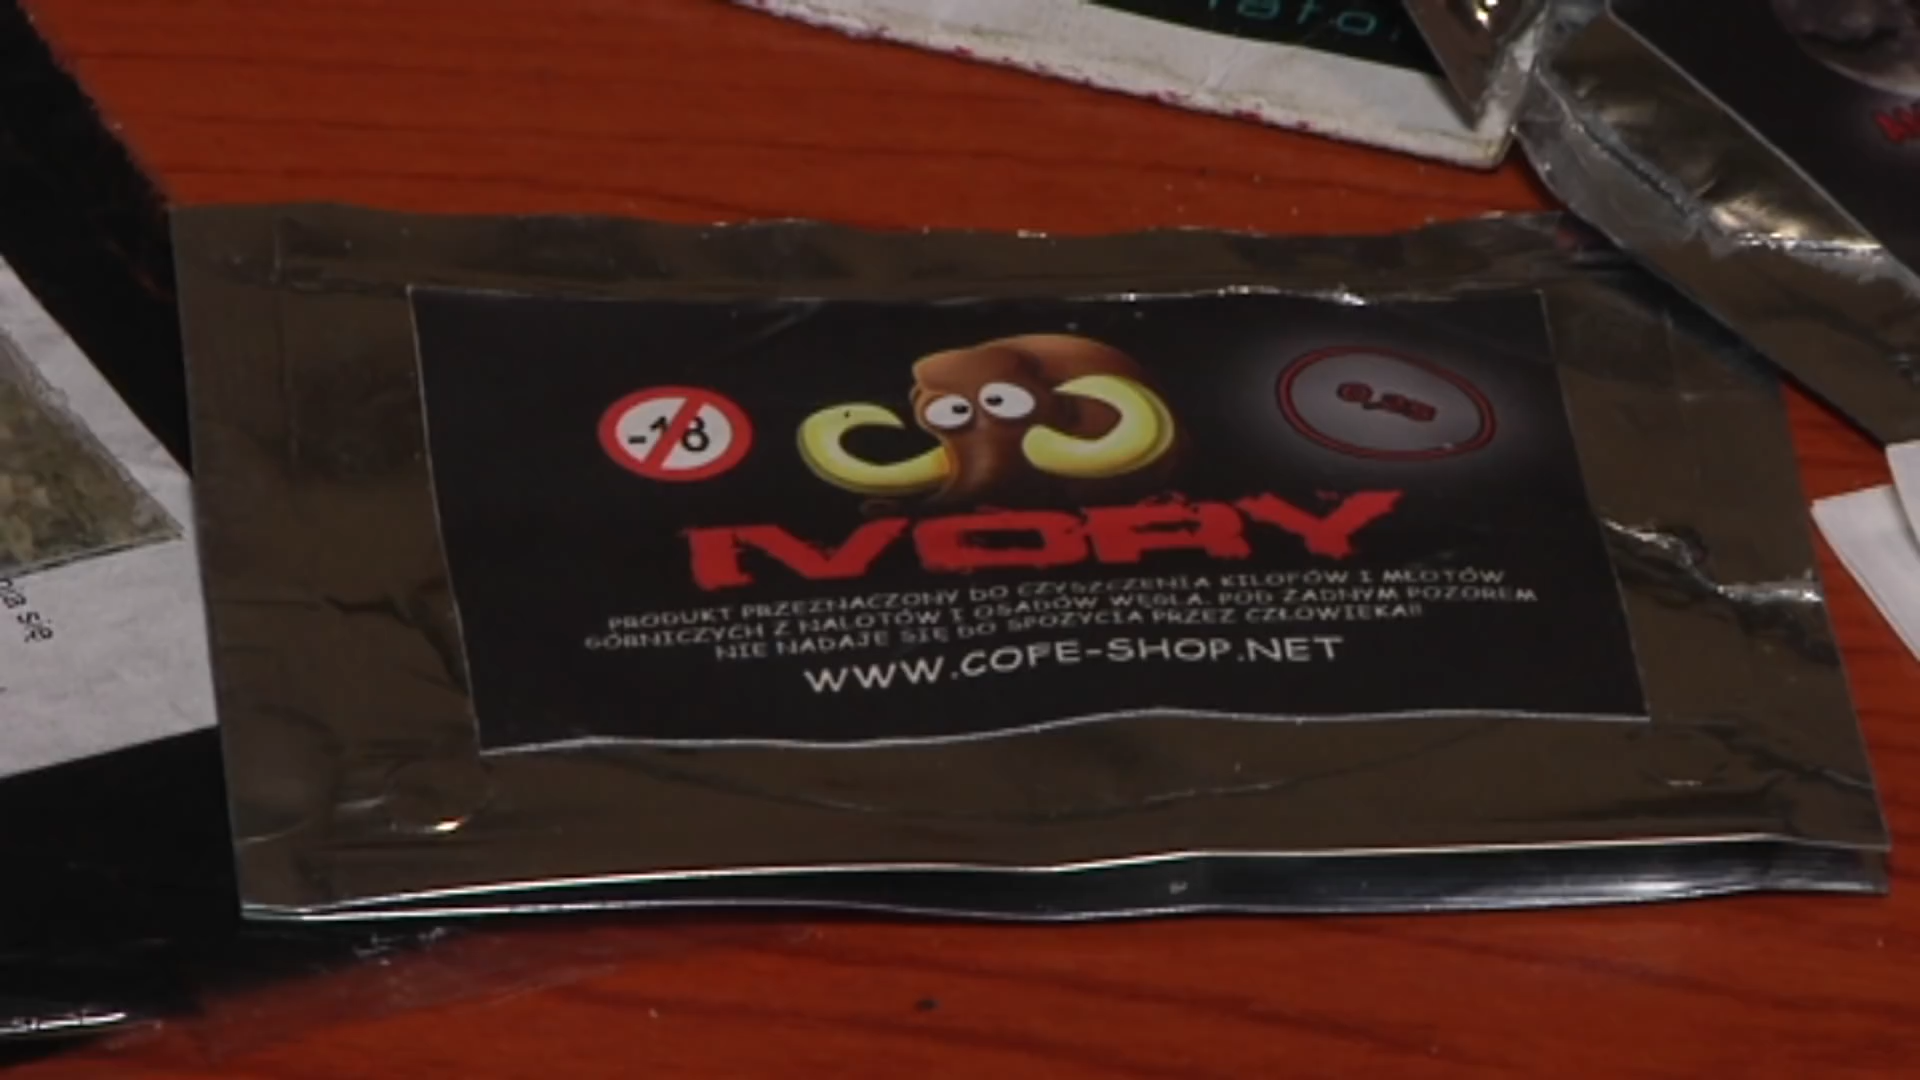 -18
IVORY
PRODUKT PRZEZNACZONY DO CZYSZCZENIA KILOFÓW I MŁOTÓW
GÓRNICZYCH Z NALOTÓW I OSADÓW WĘGLA. POD ŻADNYM POZOREM
NIE NADAJE SIĘ DO SPOŻYCIA PRZEZ CZŁOWIEKA!!
WWW.COFE-SHOP.NET